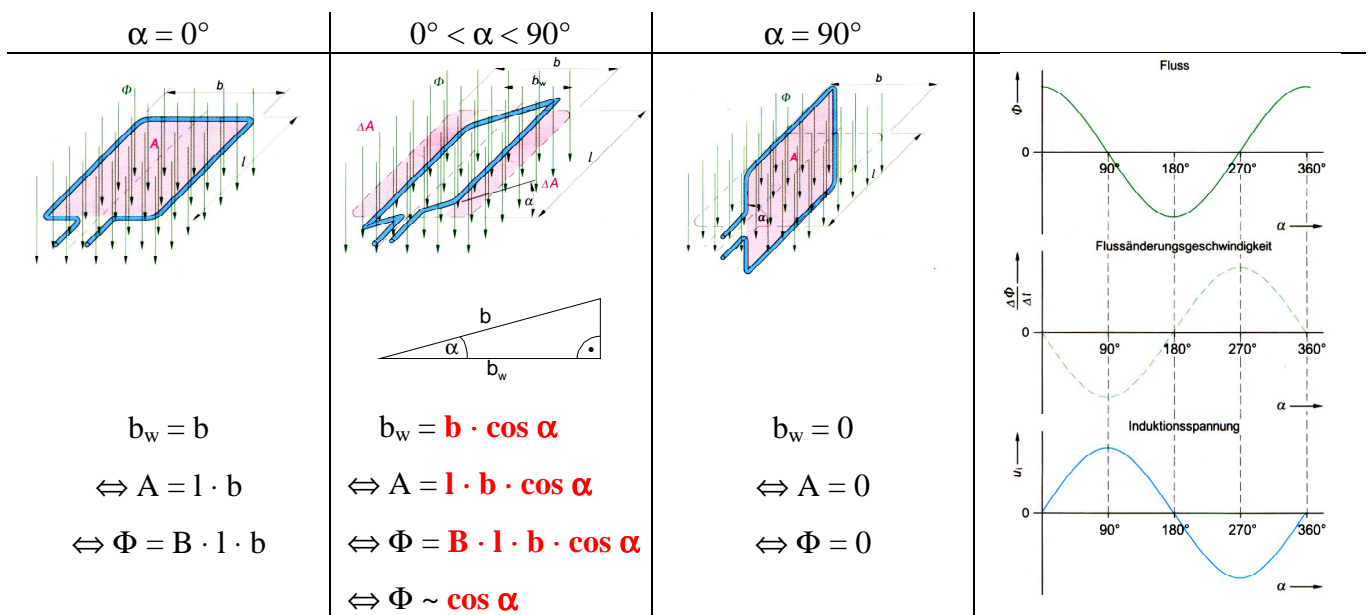 α = 0°
0° < α < 90°
α = 90°
Φ
b
A
l
Φ
b
b_w
ΔA
ΔA
α
l
b
α
b_w
Φ
b
A
l
α
Fluss
Φ
0
90° 180° 270° 360°
α
Flussänderungsgeschwindigkeit
ΔΦ
Δt
0
90° 180° 270° 360°
α
Induktionsspannung
u_i
0
90° 180° 270° 360°
α
b_w = b
⇔ A = l · b
⇔ Φ = B · l · b
b_w = b · cos α
⇔ A = l · b · cos α
⇔ Φ = B · l · b · cos α
⇔ Φ ~ cos α
b_w = 0
⇔ A = 0
⇔ Φ = 0